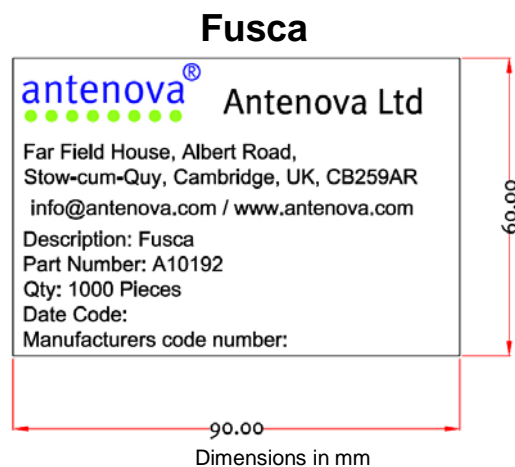 Fusca
antenova®
Antenova Ltd
Far Field House, Albert Road,
Stow-cum-Quy, Cambridge, UK, CB259AR
info@antenova.com / www.antenova.com
Description: Fusca
Part Number: A10192
Qty: 1000 Pieces
Date Code:
Manufacturers code number:
60.00
90.00
Dimensions in mm